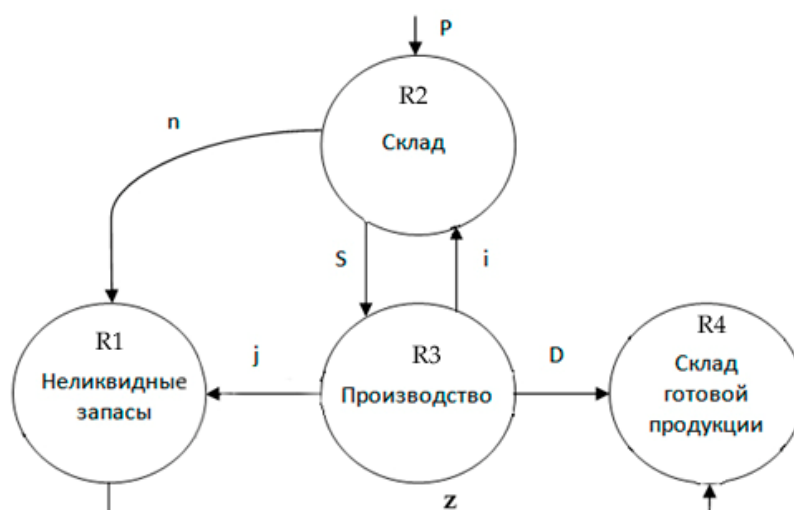 P
R2
Склад
n
S
i
R1
Неликвидные
запасы
j
R3
Производство
D
R4
Склад
готовой
продукции
z